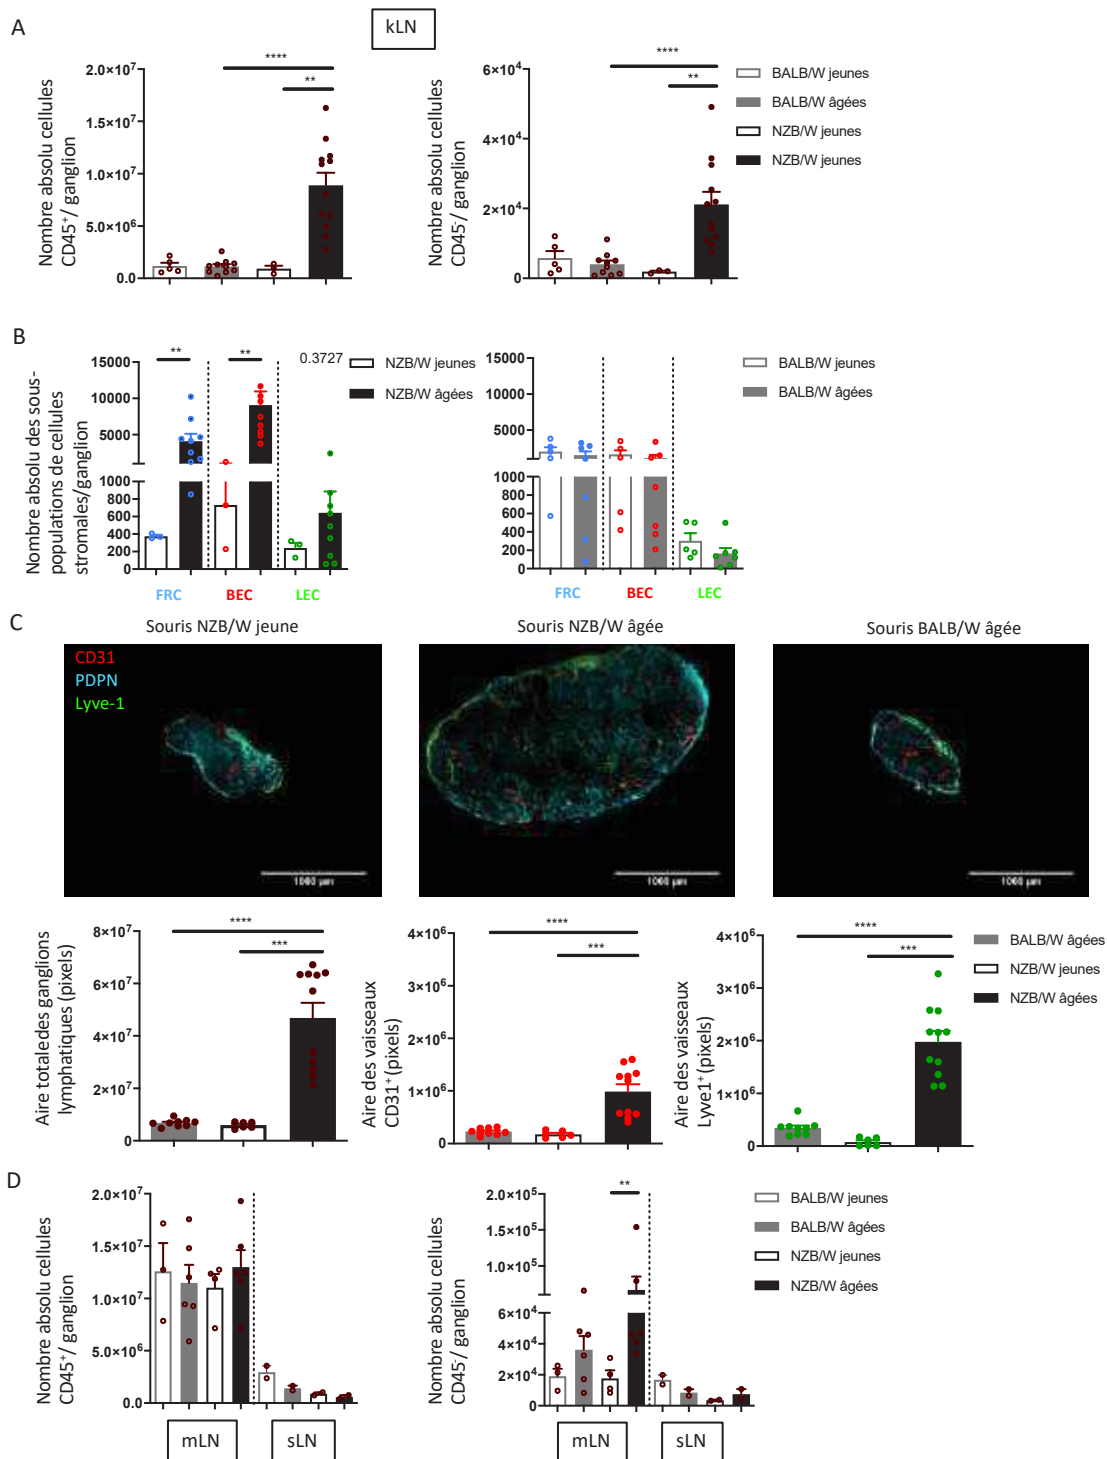 A
kLN
Nombre absolu cellules
CD45⁺/ ganglion
2.0×10⁷
1.5×10⁷
1.0×10⁷
5.0×10⁶
0.0
****
**
Nombre absolu cellules
CD45⁻/ ganglion
6×10⁴
4×10⁴
2×10⁴
0
****
**
BALB/W jeunes
BALB/W âgées
NZB/W jeunes
NZB/W jeunes
B
Nombre absolu des sous-
populations de cellules
stromales/ganglion
15000
10000
5000
1000
800
600
400
200
0
**
**
0.3727
FRC
BEC
LEC
NZB/W jeunes
NZB/W âgées
15000
10000
5000
1000
800
600
400
200
0
FRC
BEC
LEC
BALB/W jeunes
BALB/W âgées
C
Souris NZB/W jeune
Souris NZB/W âgée
Souris BALB/W âgée
CD31
PDPN
Lyve-1
1000 µm
1000 µm
1000 µm
Aire totale des ganglions
lymphatiques (pixels)
8×10⁷
6×10⁷
4×10⁷
2×10⁷
0
****
***
Aire des vaisseaux
CD31⁺ (pixels)
4×10⁶
3×10⁶
2×10⁶
1×10⁶
0
****
***
Aire des vaisseaux
Lyve1⁺ (pixels)
4×10⁶
3×10⁶
2×10⁶
1×10⁶
0
****
***
BALB/W âgées
NZB/W jeunes
NZB/W âgées
D
Nombre absolu cellules
CD45⁺/ ganglion
2.0×10⁷
1.5×10⁷
1.0×10⁷
5.0×10⁶
0.0
mLN
sLN
Nombre absolu cellules
CD45⁻/ ganglion
2.0×10⁵
1.5×10⁵
1.0×10⁵
6×10⁴
4×10⁴
2×10⁴
0
**
mLN
sLN
BALB/W jeunes
BALB/W âgées
NZB/W jeunes
NZB/W âgées